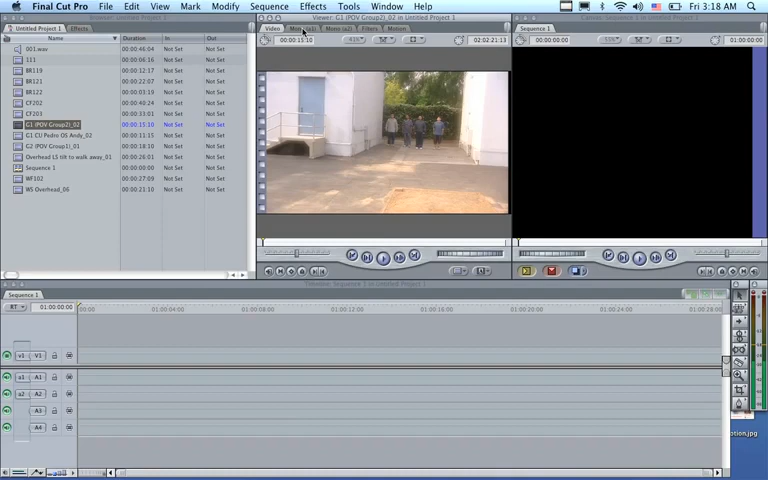 Final Cut Pro File Edit View Mark Modify Sequence Effects Tools Window Help Fri 3:18 AM
Viewer: G1 (POV Group2)_02 in Untitled Project 1
Untitled Project 1 Effects
Video Mono (a1) Mono (a2) Filters Motion
Sequence 1
Name Duration In Out
00:00:15:10 02:02:21:13
00:00:00:00 01:00:00:00
001.wav 00:00:46:04 Not Set Not Set
111 00:00:06:16 Not Set Not Set
BR119 00:00:12:17 Not Set Not Set
BR121 00:00:22:07 Not Set Not Set
BR122 00:00:03:19 Not Set Not Set
CF202 00:00:40:24 Not Set Not Set
CF203 00:00:33:01 Not Set Not Set
G1 (POV Group2)_02 00:00:15:10 Not Set Not Set
G1 CU Pedro OS Andy_02 00:00:11:15 Not Set Not Set
G2 (POV Group1)_01 00:00:18:10 Not Set Not Set
Overhead LS tilt to walk away_01 00:00:26:01 Not Set Not Set
Sequence 1 00:00:00:00 Not Set Not Set
WF102 00:00:27:09 Not Set Not Set
WS Overhead_06 00:00:21:10 Not Set Not Set
Timeline: Sequence 1 in Untitled Project 1
Sequence 1
RT 01:00:00:00 00:00 01:00:04:00 01:00:08:00 01:00:12:00 01:00:16:00 01:00:20:00 01:00:24:00 01:00:28:00
v1 V1
a1 A1
a2 A2
A3
A4
otion.jpg